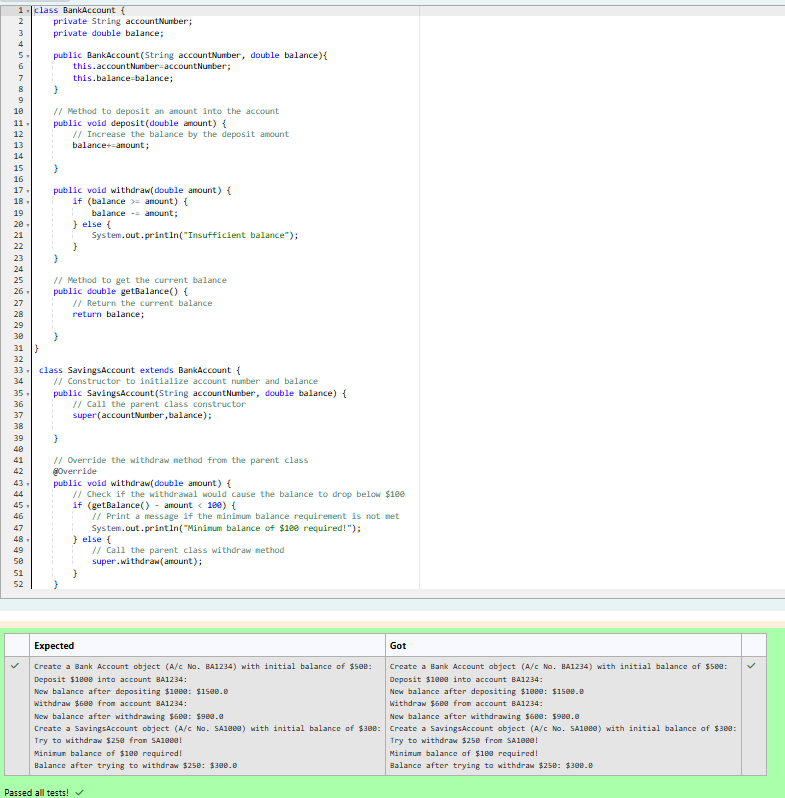 1 class BankAccount {
2     private String accountNumber;
3     private double balance;
4
5     public BankAccount(String accountNumber, double balance){
6         this.accountNumber=accountNumber;
7         this.balance=balance;
8     }
9
10     // Method to deposit an amount into the account
11     public void deposit(double amount) {
12         // Increase the balance by the deposit amount
13         balance+=amount;
14
15     }
16
17     public void withdraw(double amount) {
18         if (balance >= amount) {
19             balance -= amount;
20         } else {
21             System.out.println("Insufficient balance");
22         }
23     }
24
25     // Method to get the current balance
26     public double getBalance() {
27         // Return the current balance
28         return balance;
29
30     }
31 }
32
33  class SavingsAccount extends BankAccount {
34     // Constructor to initialize account number and balance
35     public SavingsAccount(String accountNumber, double balance) {
36         // Call the parent class constructor
37         super(accountNumber,balance);
38
39     }
40
41     // Override the withdraw method from the parent class
42     @Override
43     public void withdraw(double amount) {
44         // Check if the withdrawal would cause the balance to drop below $100
45         if (getBalance() - amount < 100) {
46             // Print a message if the minimum balance requirement is not met
47             System.out.println("Minimum balance of $100 required!");
48         } else {
49             // Call the parent class withdraw method
50             super.withdraw(amount);
51         }
52     }
Expected Got
Create a Bank Account object (A/c No. BA1234) with initial balance of $500: Create a Bank Account object (A/c No. BA1234) with initial balance of $500:
Deposit $1000 into account BA1234: Deposit $1000 into account BA1234:
New balance after depositing $1000: $1500.0 New balance after depositing $1000: $1500.0
Withdraw $600 from account BA1234: Withdraw $600 from account BA1234:
New balance after withdrawing $600: $900.0 New balance after withdrawing $600: $900.0
Create a SavingsAccount object (A/c No. SA1000) with initial balance of $300: Create a SavingsAccount object (A/c No. SA1000) with initial balance of $300:
Try to withdraw $250 from SA1000! Try to withdraw $250 from SA1000!
Minimum balance of $100 required! Minimum balance of $100 required!
Balance after trying to withdraw $250: $300.0 Balance after trying to withdraw $250: $300.0
Passed all tests!